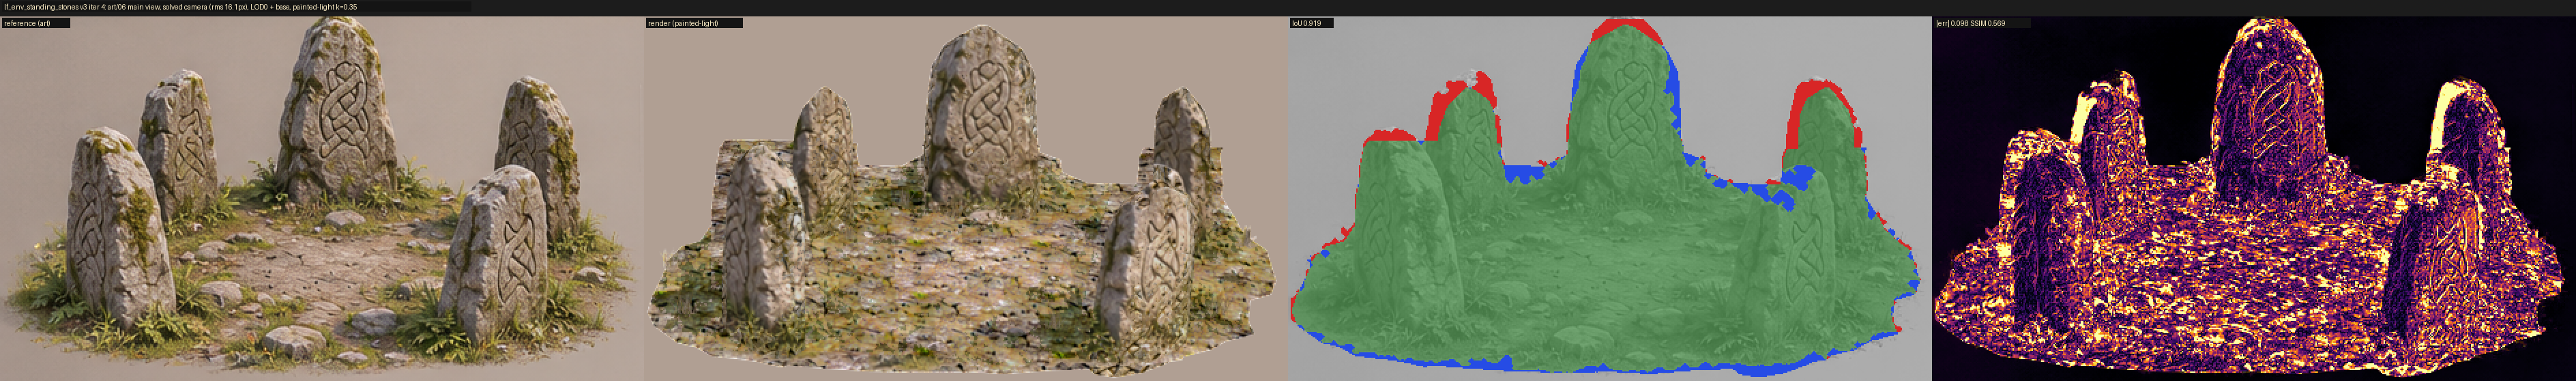 lf_env_standing_stones v3 iter 4: art/06 main view, solved camera (rms 16.1px), LOD0 + base, painted-light k=0.35
reference (art)
render (painted-light)
IoU 0.919
|err| 0.098 SSIM 0.569